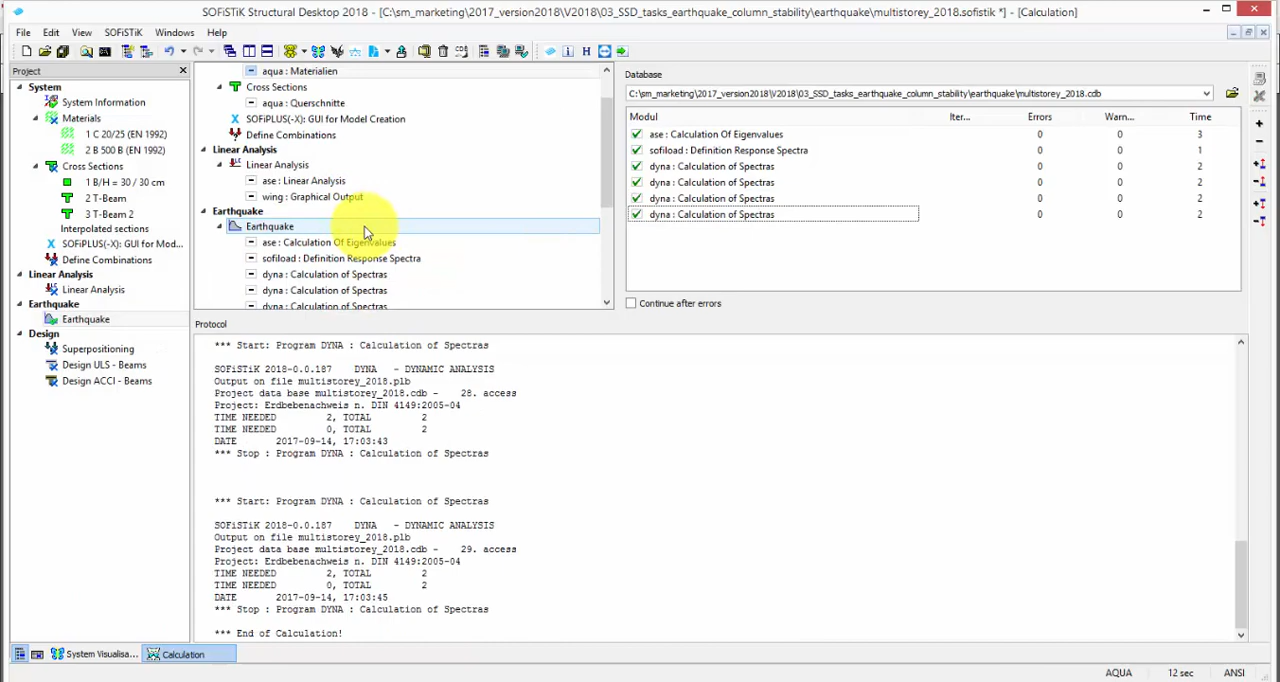 SOFiSTiK Structural Desktop 2018 - [C:\sm_marketing\2017_version2018\V2018\03_SSD_tasks_earthquake_column_stability\earthquake\multistorey_2018.sofistik *] - [Calculation]
File Edit View SOFiSTiK Windows Help
Project
System
System Information
Materials
1 C 20/25 (EN 1992)
2 B 500 B (EN 1992)
Cross Sections
1 B/H = 30 / 30 cm
2 T-Beam
3 T-Beam 2
Interpolated sections
SOFiPLUS(-X): GUI for Mod...
Define Combinations
Linear Analysis
Linear Analysis
Earthquake
Earthquake
Design
Superpositioning
Design ULS - Beams
Design ACCI - Beams
aqua : Materialien
Cross Sections
aqua : Querschnitte
SOFiPLUS(-X): GUI for Model Creation
Define Combinations
Linear Analysis
Linear Analysis
ase : Linear Analysis
wing : Graphical Output
Earthquake
Earthquake
ase : Calculation Of Eigenvalues
sofiload : Definition Response Spectra
dyna : Calculation of Spectras
dyna : Calculation of Spectras
dyna : Calculation of Spectras
Database
C:\sm_marketing\2017_version2018\V2018\03_SSD_tasks_earthquake_column_stability\earthquake\multistorey_2018.cdb
Modul Iter... Errors Warn... Time
ase : Calculation Of Eigenvalues 0 0 3
sofiload : Definition Response Spectra 0 0 1
dyna : Calculation of Spectras 0 0 2
dyna : Calculation of Spectras 0 0 2
dyna : Calculation of Spectras 0 0 2
dyna : Calculation of Spectras 0 0 2
Continue after errors
Protocol
*** Start: Program DYNA : Calculation of Spectras
SOFiSTiK 2018-0.0.187 DYNA - DYNAMIC ANALYSIS
Output on file multistorey_2018.plb
Project data base multistorey_2018.cdb - 28. access
Project: Erdbebenachweis n. DIN 4149:2005-04
TIME NEEDED 2, TOTAL 2
TIME NEEDED 0, TOTAL 2
DATE 2017-09-14, 17:03:43
*** Stop : Program DYNA : Calculation of Spectras
*** Start: Program DYNA : Calculation of Spectras
SOFiSTiK 2018-0.0.187 DYNA - DYNAMIC ANALYSIS
Output on file multistorey_2018.plb
Project data base multistorey_2018.cdb - 29. access
Project: Erdbebenachweis n. DIN 4149:2005-04
TIME NEEDED 2, TOTAL 2
TIME NEEDED 0, TOTAL 2
DATE 2017-09-14, 17:03:45
*** Stop : Program DYNA : Calculation of Spectras
*** End of Calculation!
System Visualisa... Calculation
AQUA 12 sec ANSI